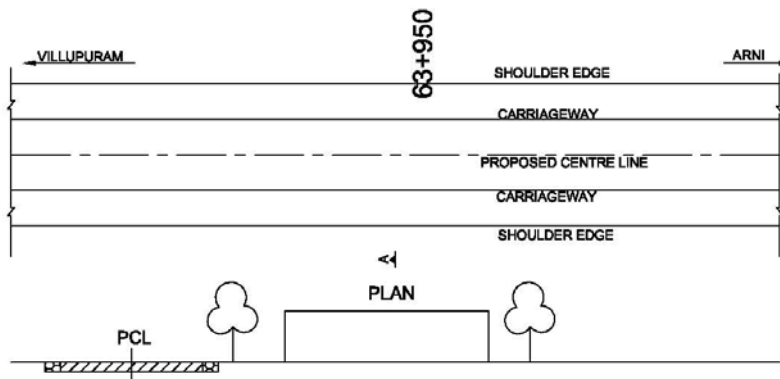 63+950
VILLUPURAM
ARNI
SHOULDER EDGE
CARRIAGEWAY
PROPOSED CENTRE LINE
CARRIAGEWAY
SHOULDER EDGE
A
PLAN
PCL